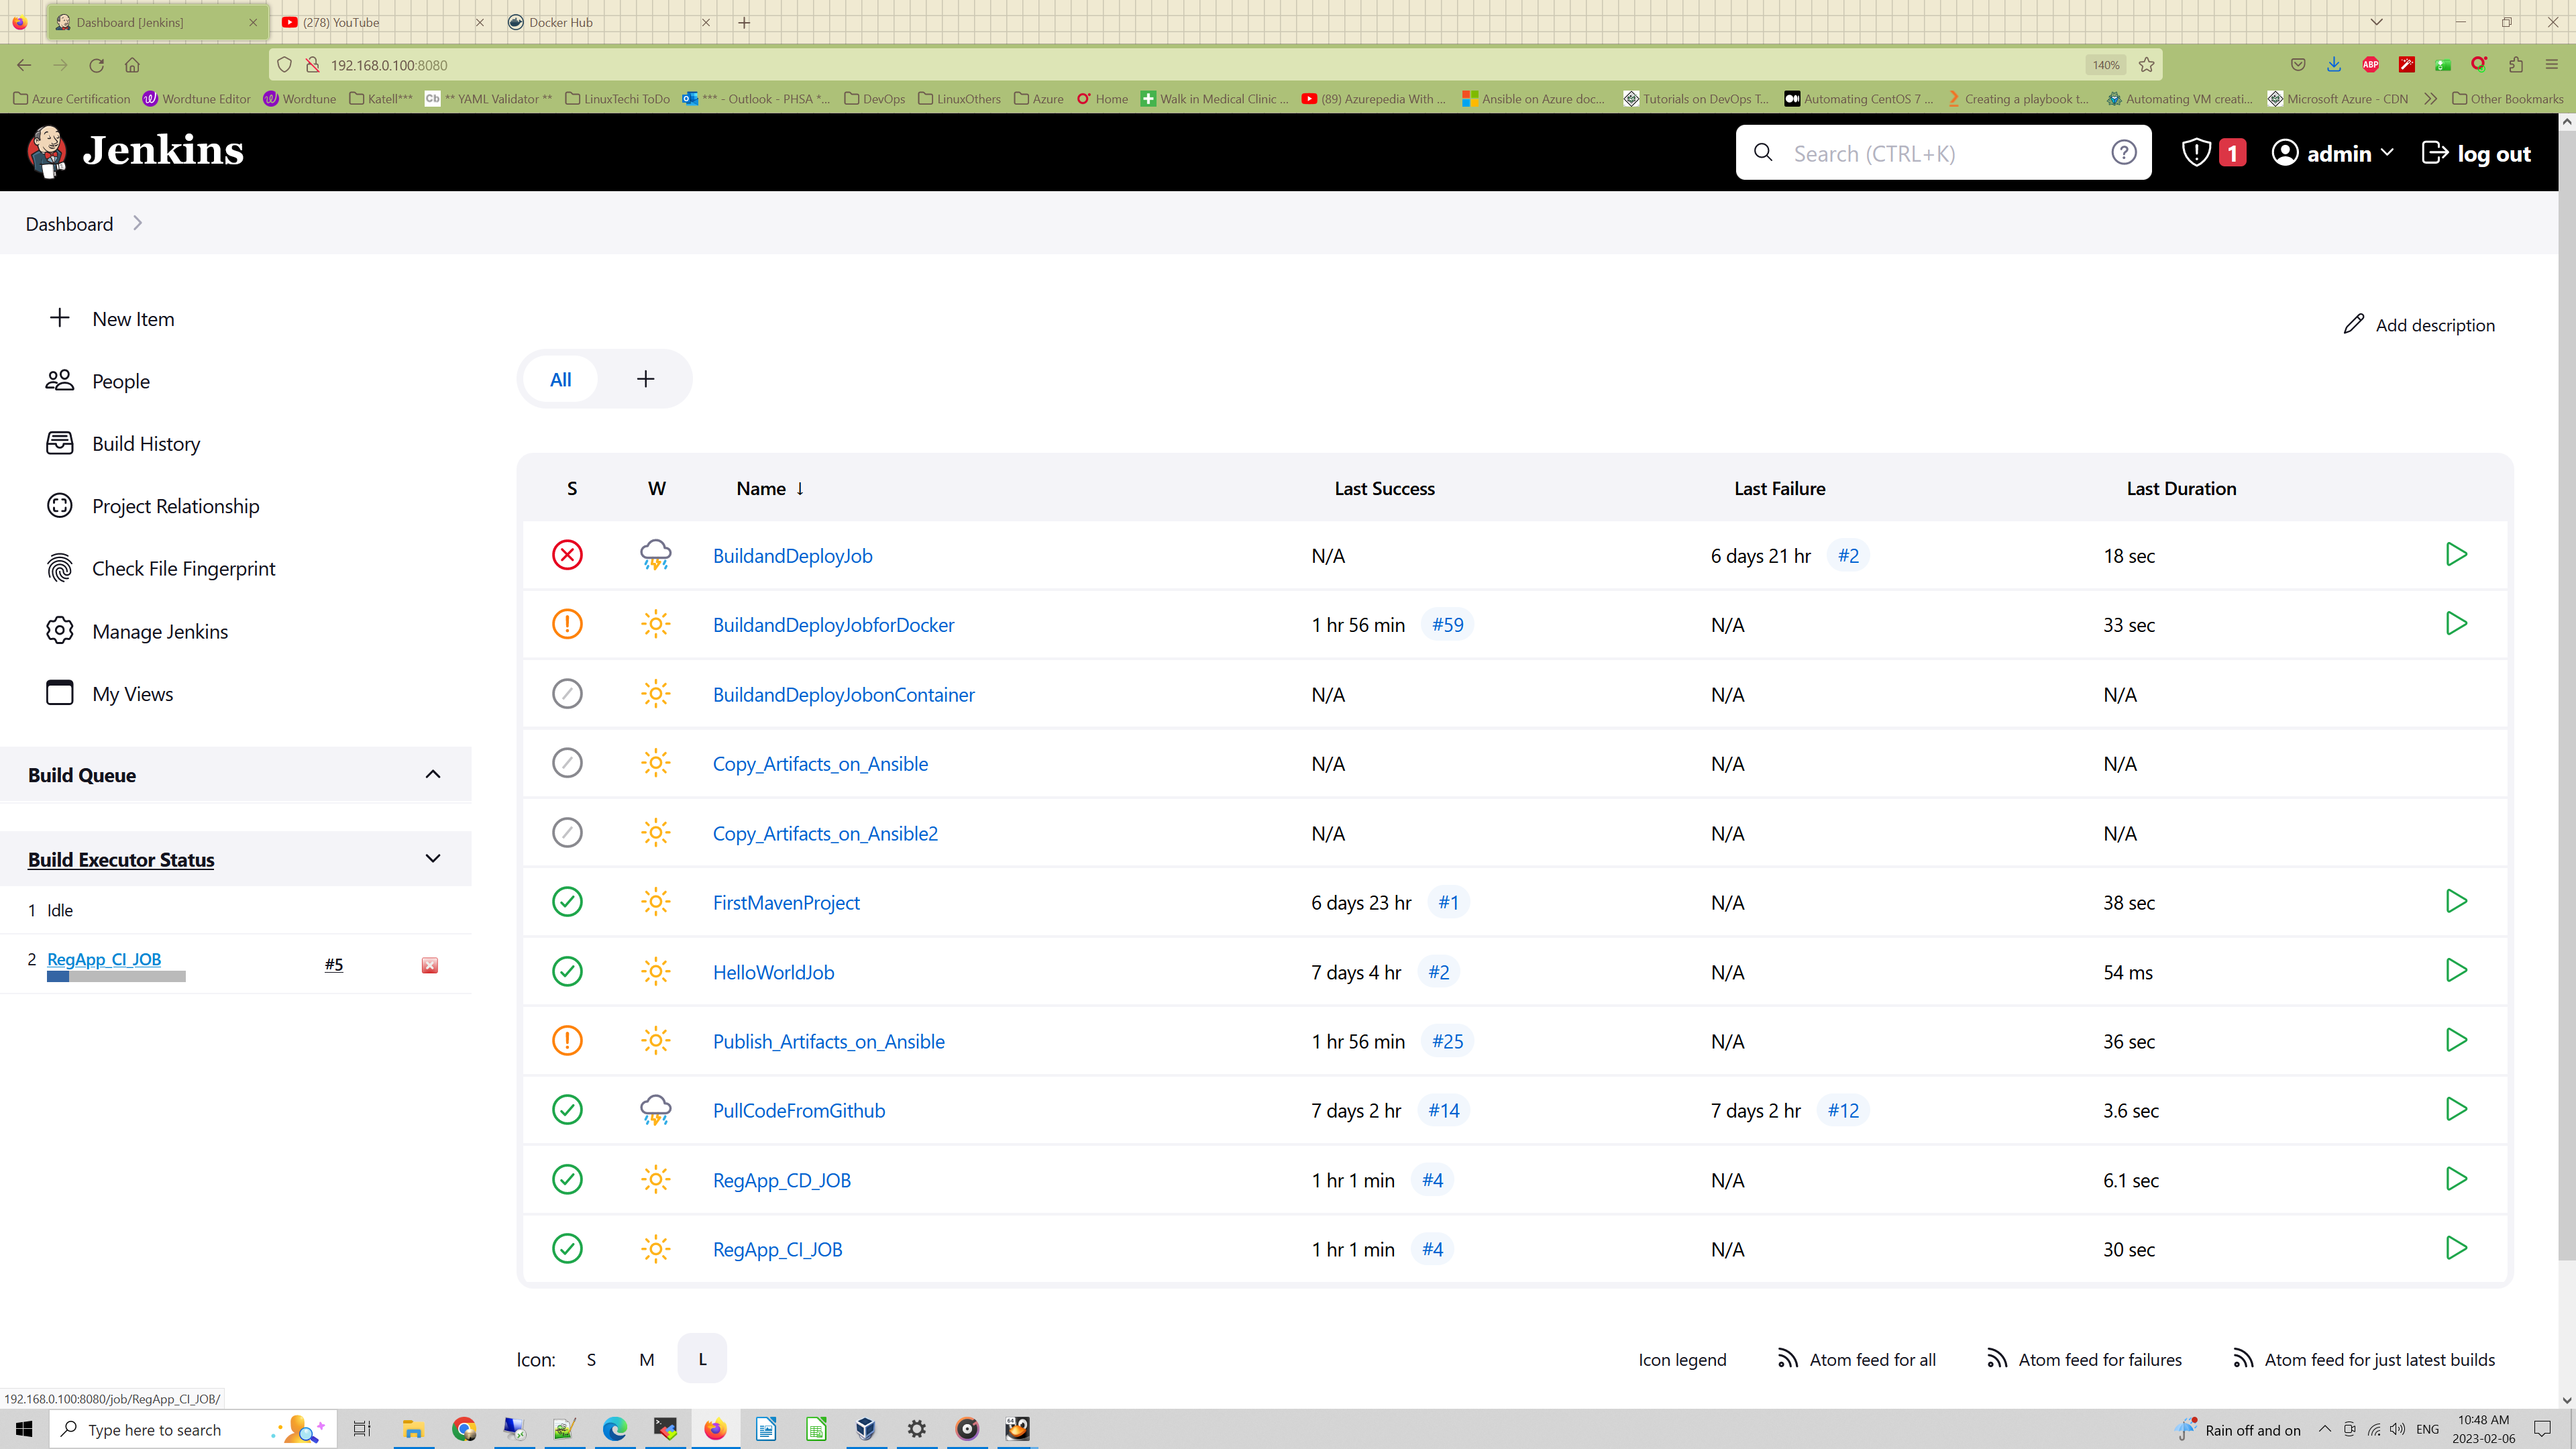 Dashboard [Jenkins]
(278) YouTube
Docker Hub
192.168.0.100:8080
140%
Azure Certification
Wordtune Editor
Wordtune
Katell***
** YAML Validator **
LinuxTechi ToDo
*** - Outlook - PHSA *...
DevOps
LinuxOthers
Azure
Home
Walk in Medical Clinic ...
(89) Azurepedia With ...
Ansible on Azure doc...
Tutorials on DevOps T...
Automating CentOS 7 ...
Creating a playbook t...
Automating VM creati...
Microsoft Azure - CDN
Other Bookmarks
Jenkins
Search (CTRL+K)
1
admin
log out
Dashboard
New Item
People
Build History
Project Relationship
Check File Fingerprint
Manage Jenkins
My Views
Build Queue
Build Executor Status
1 Idle
2 RegApp_CI_JOB #5
Add description
All
S W Name ↓ Last Success Last Failure Last Duration
BuildandDeployJob N/A 6 days 21 hr #2 18 sec
BuildandDeployJobforDocker 1 hr 56 min #59 N/A 33 sec
BuildandDeployJobonContainer N/A N/A N/A
Copy_Artifacts_on_Ansible N/A N/A N/A
Copy_Artifacts_on_Ansible2 N/A N/A N/A
FirstMavenProject 6 days 23 hr #1 N/A 38 sec
HelloWorldJob 7 days 4 hr #2 N/A 54 ms
Publish_Artifacts_on_Ansible 1 hr 56 min #25 N/A 36 sec
PullCodeFromGithub 7 days 2 hr #14 7 days 2 hr #12 3.6 sec
RegApp_CD_JOB 1 hr 1 min #4 N/A 6.1 sec
RegApp_CI_JOB 1 hr 1 min #4 N/A 30 sec
Icon: S M L
Icon legend
Atom feed for all
Atom feed for failures
Atom feed for just latest builds
192.168.0.100:8080/job/RegApp_CI_JOB/
Type here to search
Rain off and on
ENG
10:48 AM
2023-02-06